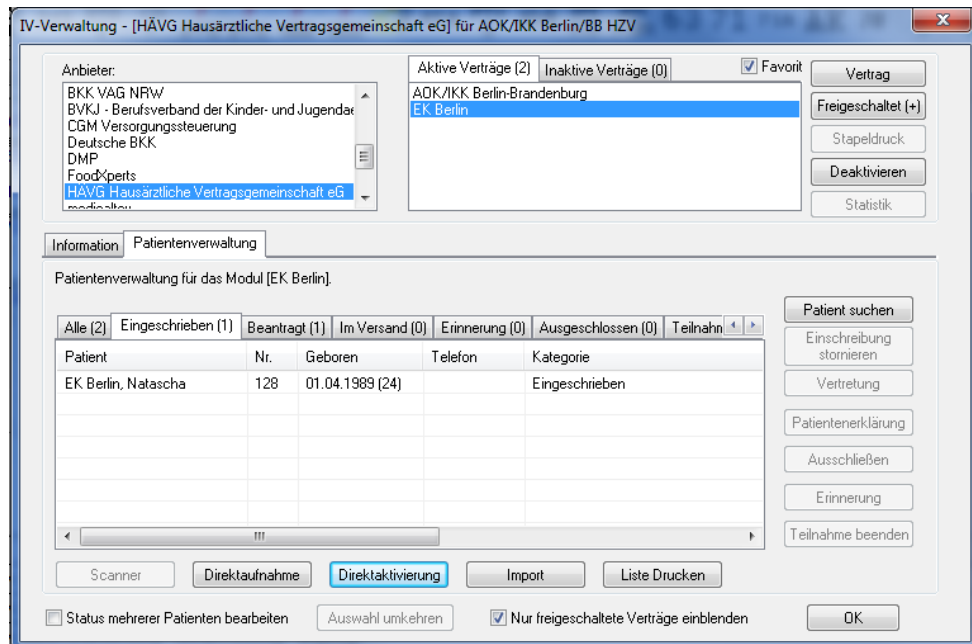 IV-Verwaltung - [HÄVG Hausärztliche Vertragsgemeinschaft eG] für AOK/IKK Berlin/BB HZV
Anbieter:
BKK VAG NRW
BVKJ - Berufsverband der Kinder- und Jugendae
CGM Versorgungssteuerung
Deutsche BKK
DMP
FoodXperts
HÄVG Hausärztliche Vertragsgemeinschaft eG
Aktive Verträge (2) Inaktive Verträge (0) Favorit
AOK/IKK Berlin-Brandenburg
EK Berlin
Vertrag
Freigeschaltet (+)
Stapeldruck
Deaktivieren
Statistik
Information Patientenverwaltung
Patientenverwaltung für das Modul [EK Berlin].
Alle (2) Eingeschrieben (1) Beantragt (1) Im Versand (0) Erinnerung (0) Ausgeschlossen (0) Teilnahm
Patient Nr. Geboren Telefon Kategorie
EK Berlin, Natascha 128 01.04.1989 (24) Eingeschrieben
Patient suchen
Einschreibung
stornieren
Vertretung
Patientenerklärung
Ausschließen
Erinnerung
Teilnahme beenden
Scanner Direktaufnahme Direktaktivierung Import Liste Drucken
Status mehrerer Patienten bearbeiten Auswahl umkehren Nur freigeschaltete Verträge einblenden OK